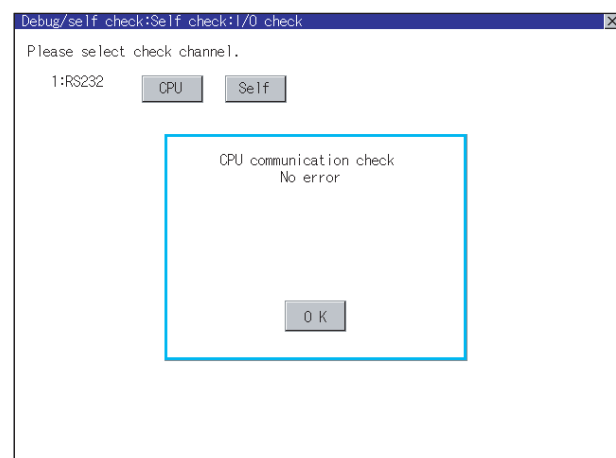 Debug/self check:Self check:I/O check
Please select check channel.
1:RS232 CPU Self
CPU communication check
No error
O K